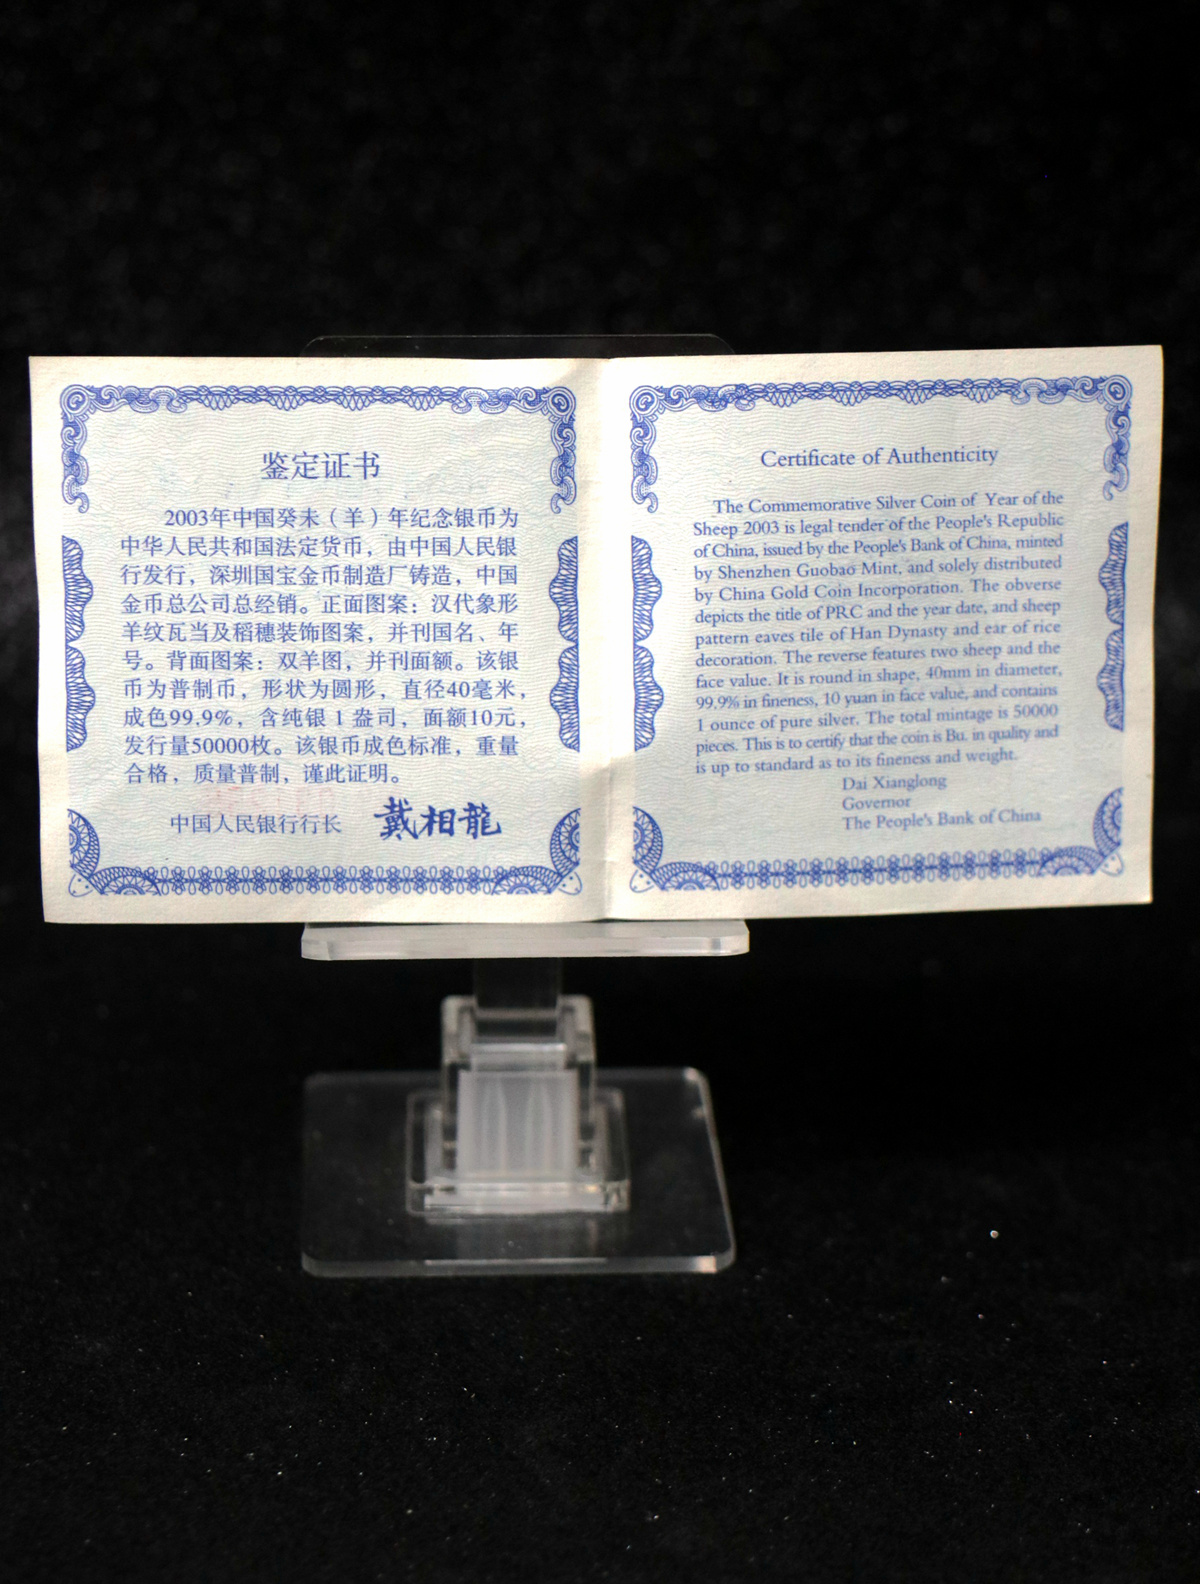 鉴定证书
2003年中国癸未（羊）年纪念银币为
中华人民共和国法定货币，由中国人民银
行发行，深圳国宝金币制造厂铸造，中国
金币总公司总经销。正面图案：汉代象形
羊纹瓦当及稻穗装饰图案，并刊国名、年
号。背面图案：双羊图，并刊面额。该银
币为普制币，形状为圆形，直径40毫米，
成色99.9%，含纯银1盎司，面额10元，
发行量50000枚。该银币成色标准，重量
合格，质量普制，谨此证明。
中国人民银行行长 戴相龍
Certificate of Authenticity
The Commemorative Silver Coin of Year of the
Sheep 2003 is legal tender of the People's Republic
of China, issued by the People's Bank of China, minted
by Shenzhen Guobao Mint, and solely distributed
by China Gold Coin Incorporation. The obverse
depicts the title of PRC and the year date, and sheep
pattern eaves tile of Han Dynasty and ear of rice
decoration. The reverse features two sheep and the
face value. It is round in shape, 40mm in diameter,
99.9% in fineness, 10 yuan in face value, and contains
1 ounce of pure silver. The total mintage is 50000
pieces. This is to certify that the coin is Bu. in quality and
is up to standard as to its fineness and weight.
Dai Xianglong
Governor
The People's Bank of China